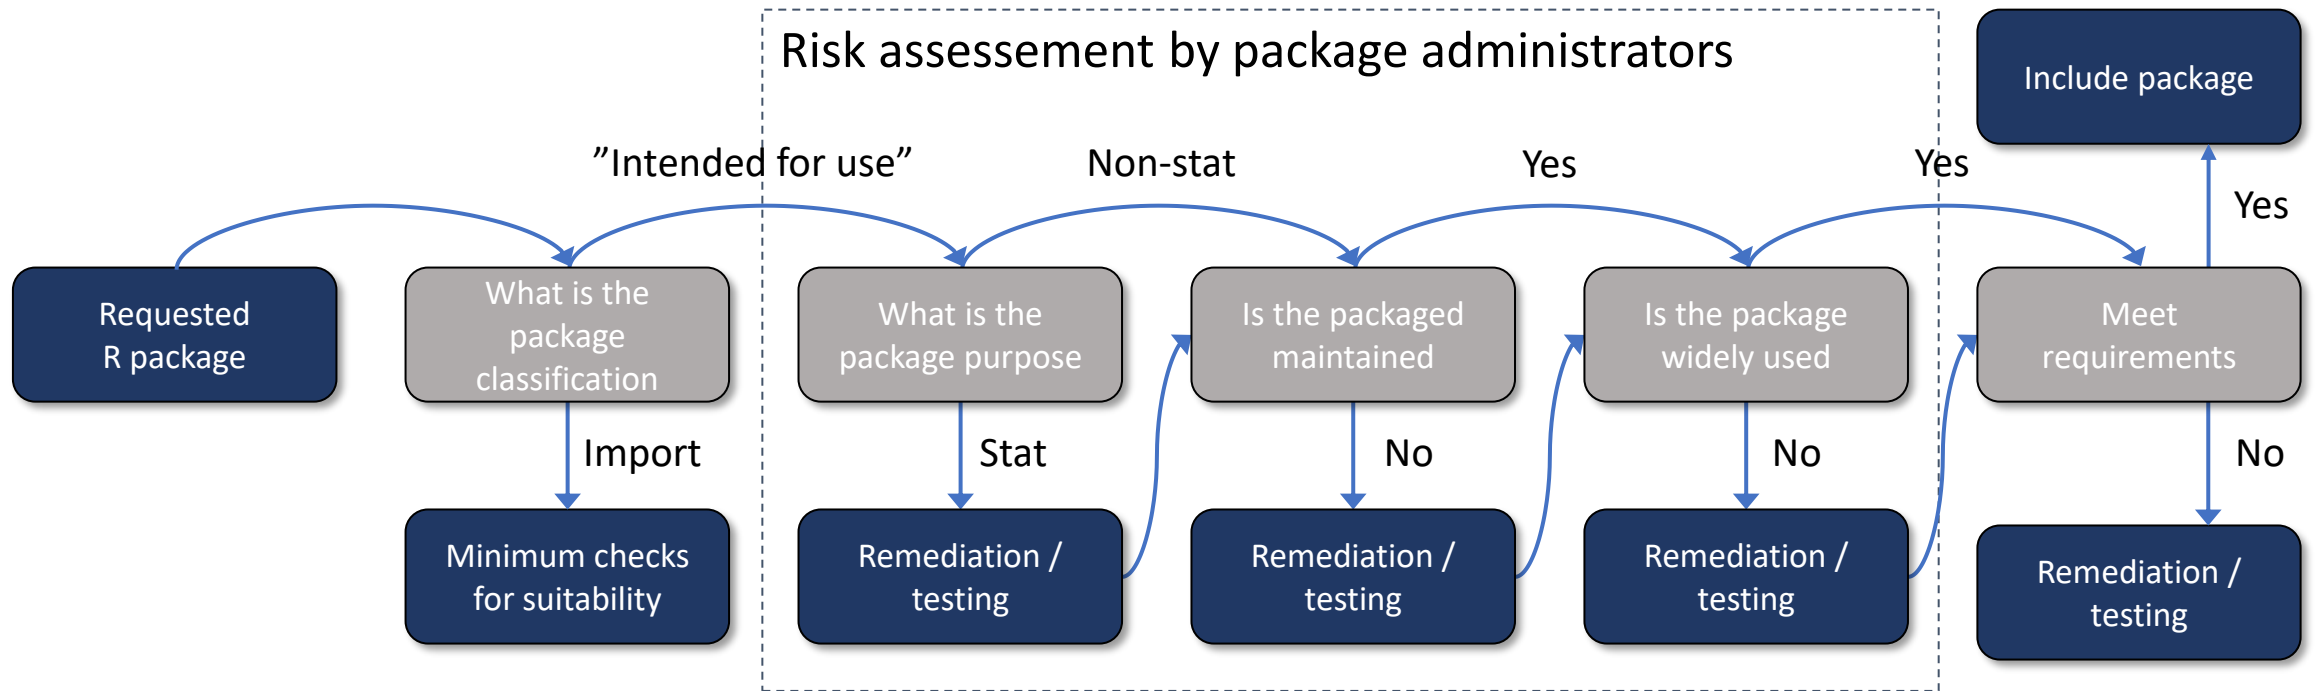 Risk assessement by package administrators
Include package
”Intended for use”
Non-stat
Yes
Yes
Yes
Requested
R package
What is the
package
classification
What is the
package purpose
Is the packaged
maintained
Is the package
widely used
Meet
requirements
Import
Stat
No
No
No
Minimum checks
for suitability
Remediation /
testing
Remediation /
testing
Remediation /
testing
Remediation /
testing